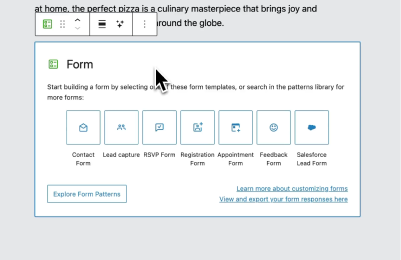 at home, the perfect pizza is a culinary masterpiece that brings joy and
round the globe.
Form
Start building a form by selecting o these form templates, or search in the patterns library for
more forms:
Contact Form
Lead capture
RSVP Form
Registration Form
Appointment Form
Feedback Form
Salesforce Lead Form
Explore Form Patterns
Learn more about customizing forms
View and export your form responses here